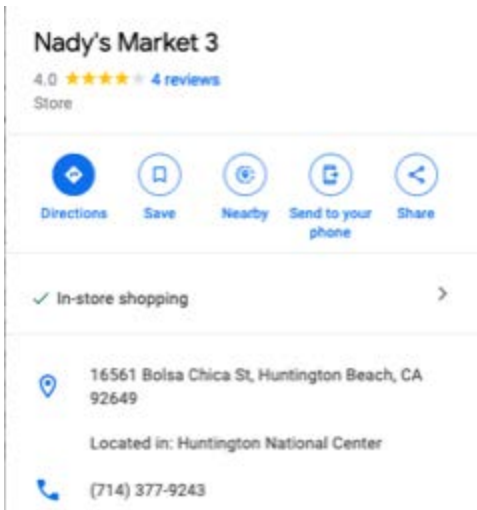 Nady's Market 3
4.0 4 reviews
Store
Directions Save Nearby Send to your phone Share
In-store shopping
16561 Bolsa Chica St, Huntington Beach, CA
92649
Located in: Huntington National Center
(714) 377-9243